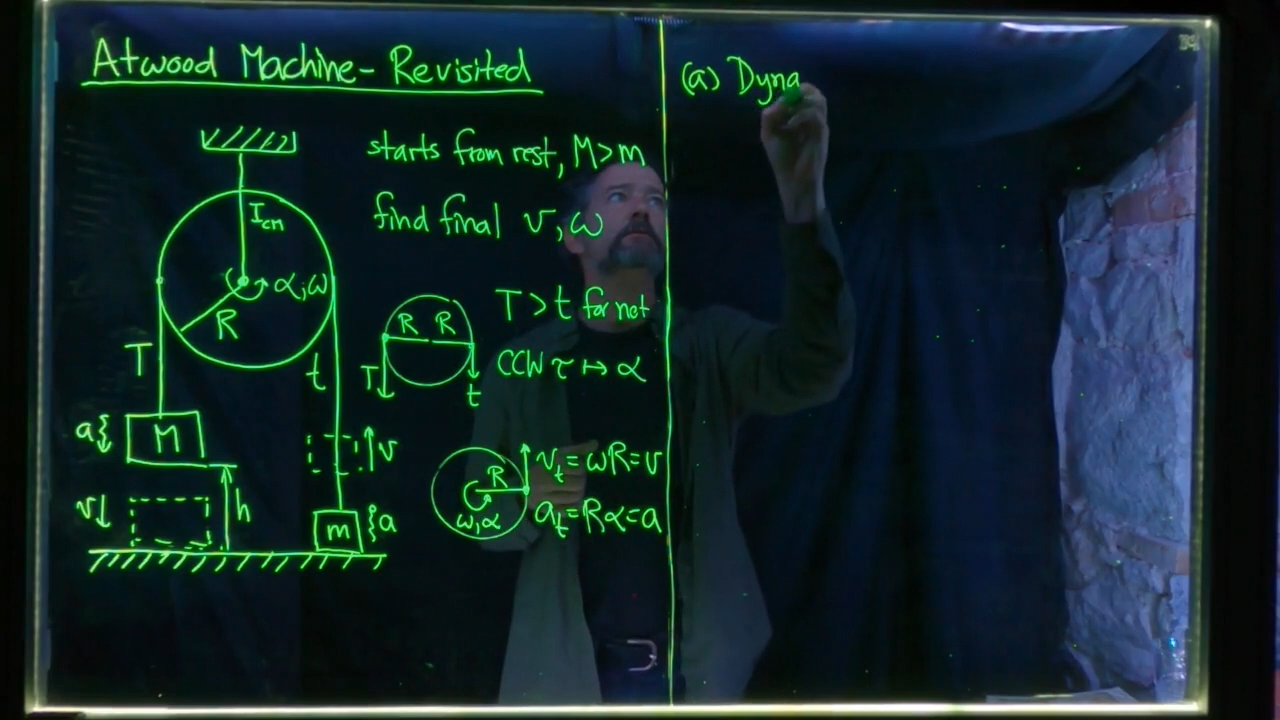 Atwood Machine - Revisited
starts from rest, M>m
find final v, ω
I_cm
α, ω
R
T
t
M
a
v
h
m
a
v
R R
T
t
T > t for net
CCW τ ↦ α
R
ω, α
v_t = ωR = v
a_t = Rα = a
(a) Dyna